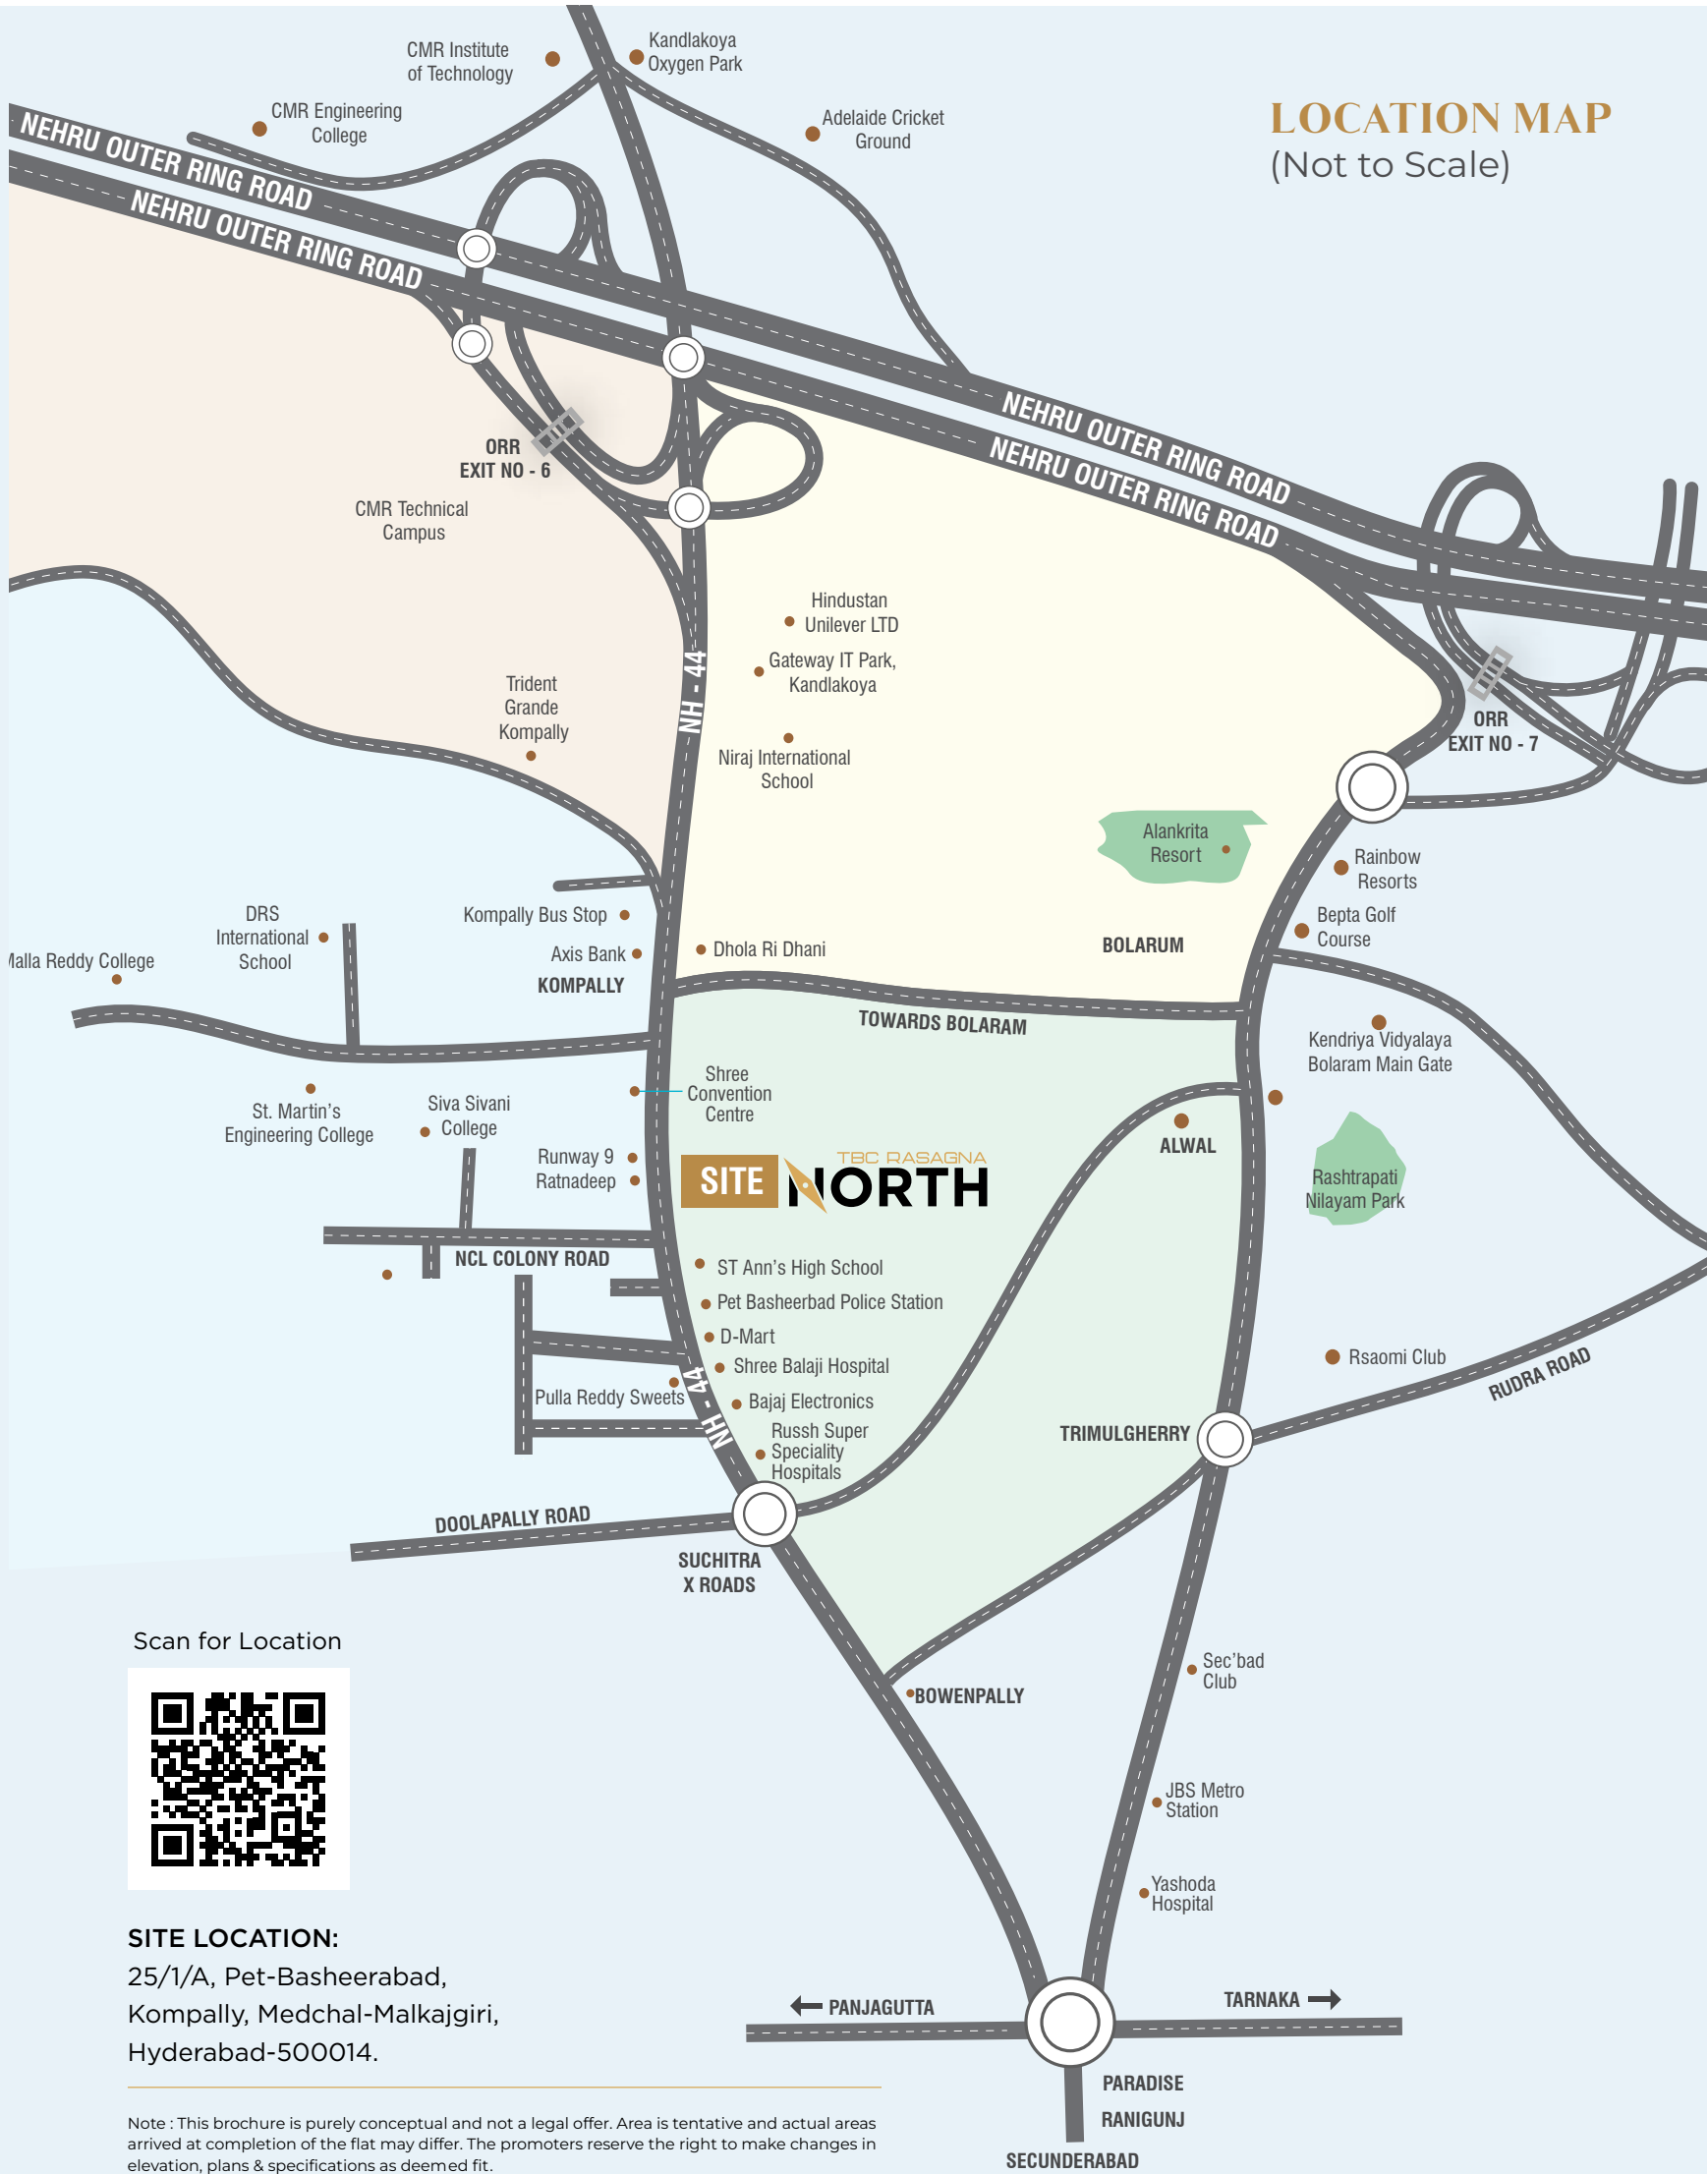 CMR Institute
of Technology
Kandlakoya
Oxygen Park
CMR Engineering
College
Adelaide Cricket
Ground
LOCATION MAP
(Not to Scale)
NEHRU OUTER RING ROAD
NEHRU OUTER RING ROAD
NEHRU OUTER RING ROAD
NEHRU OUTER RING ROAD
ORR
EXIT NO - 6
CMR Technical
Campus
Hindustan
Unilever LTD
Gateway IT Park,
Kandlakoya
NH - 44
Trident
Grande
Kompally
Niraj International
School
ORR
EXIT NO - 7
Alankrita
Resort
Rainbow
Resorts
Bepta Golf
Course
DRS
International
School
Kompally Bus Stop
Axis Bank
KOMPALLY
Dhola Ri Dhani
BOLARUM
Malla Reddy College
TOWARDS BOLARAM
Kendriya Vidyalaya
Bolaram Main Gate
Shree
Convention
Centre
St. Martin's
Engineering College
Siva Sivani
College
ALWAL
Runway 9
Ratnadeep
SITE
TBC RASAGNA
NORTH
Rashtrapati
Nilayam Park
NCL COLONY ROAD
ST Ann's High School
Pet Basheerbad Police Station
D-Mart
Shree Balaji Hospital
Pulla Reddy Sweets
NH - 44
Bajaj Electronics
Russh Super
Speciality
Hospitals
Rsaomi Club
RUDRA ROAD
TRIMULGHERRY
DOOLAPALLY ROAD
SUCHITRA
X ROADS
Scan for Location
BOWENPALLY
Sec'bad
Club
JBS Metro
Station
Yashoda
Hospital
SITE LOCATION:
25/1/A, Pet-Basheerabad,
Kompally, Medchal-Malkajgiri,
Hyderabad-500014.
PANJAGUTTA
TARNAKA
PARADISE
RANIGUNJ
SECUNDERABAD
Note : This brochure is purely conceptual and not a legal offer. Area is tentative and actual areas
arrived at completion of the flat may differ. The promoters reserve the right to make changes in
elevation, plans & specifications as deemed fit.